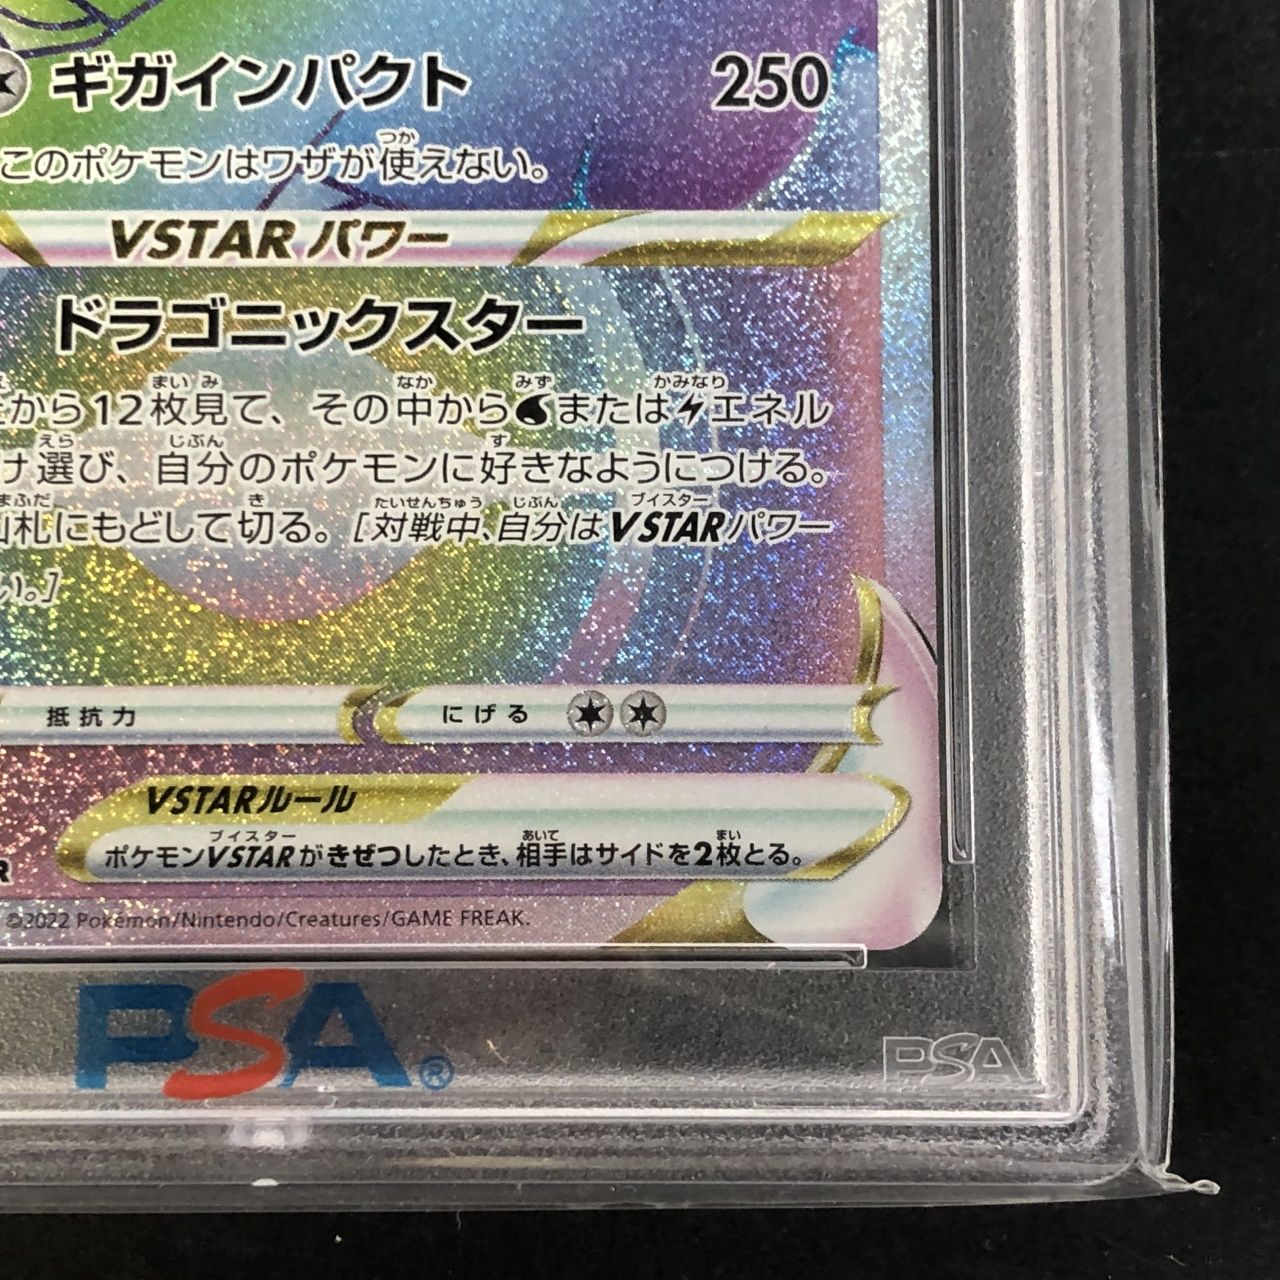 ギガインパクト 250
このポケモンはワザが使えない。
VSTARパワー
ドラゴニックスター
から12枚見て、その中からまたはエネル
け選び、自分のポケモンに好きなようにつける。
山札にもどして切る。[対戦中、自分はVSTARパワー
い。]
抵抗力 にげる
VSTARルール
ポケモンVSTARがきぜつしたとき、相手はサイドを2枚とる。
R
©2022 Pokémon/Nintendo/Creatures/GAME FREAK.
PSA®
PSA